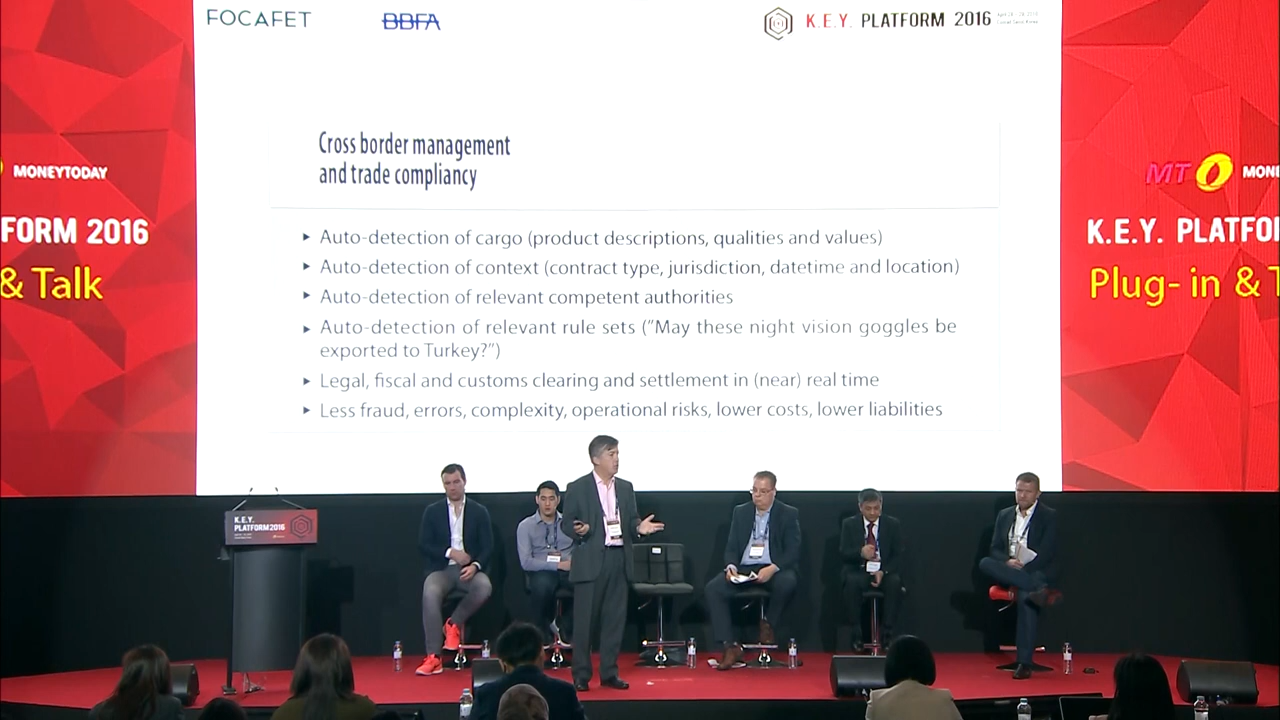 FOCAFET
BBFA
K.E.Y. PLATFORM 2016
Cross border management
and trade compliancy
▸ Auto-detection of cargo (product descriptions, qualities and values)
▸ Auto-detection of context (contract type, jurisdiction, datetime and location)
▸ Auto-detection of relevant competent authorities
▸ Auto-detection of relevant rule sets ("May these night vision goggles be
exported to Turkey?")
▸ Legal, fiscal and customs clearing and settlement in (near) real time
▸ Less fraud, errors, complexity, operational risks, lower costs, lower liabilities
MONEYTODAY
FORM 2016
& Talk
MT MONE
K.E.Y. PLATFO
Plug- in & T
K.E.Y.
PLATFORM2016